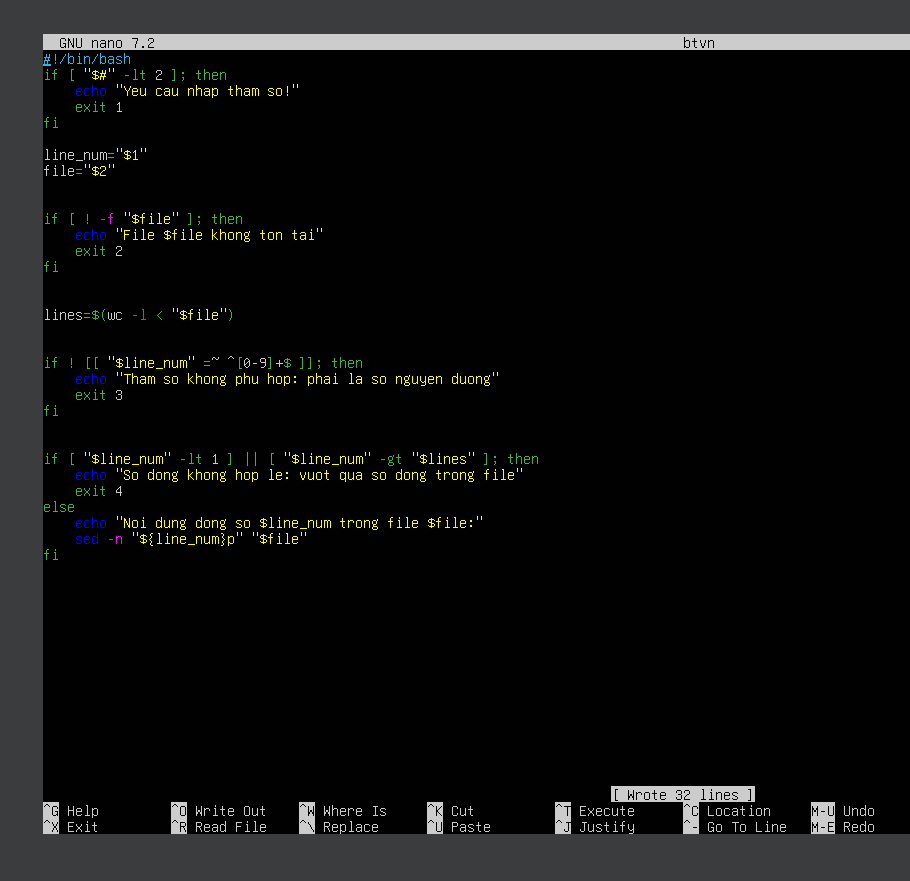 GNU nano 7.2 btvn
#!/bin/bash
if [ "$#" -lt 2 ]; then
    echo "Yeu cau nhap tham so!"
    exit 1
fi

line_num="$1"
file="$2"


if [ ! -f "$file" ]; then
    echo "File $file khong ton tai"
    exit 2
fi


lines=$(wc -l < "$file")


if ! [[ "$line_num" =~ ^[0-9]+$ ]]; then
    echo "Tham so khong phu hop: phai la so nguyen duong"
    exit 3
fi


if [ "$line_num" -lt 1 ] || [ "$line_num" -gt "$lines" ]; then
    echo "So dong khong hop le: vuot qua so dong trong file"
    exit 4
else
    echo "Noi dung dong so $line_num trong file $file:"
    sed -n "${line_num}p" "$file"
fi
[ Wrote 32 lines ]
^G Help ^O Write Out ^W Where Is ^K Cut ^T Execute ^C Location M-U Undo
^X Exit ^R Read File ^\ Replace ^U Paste ^J Justify ^- Go To Line M-E Redo